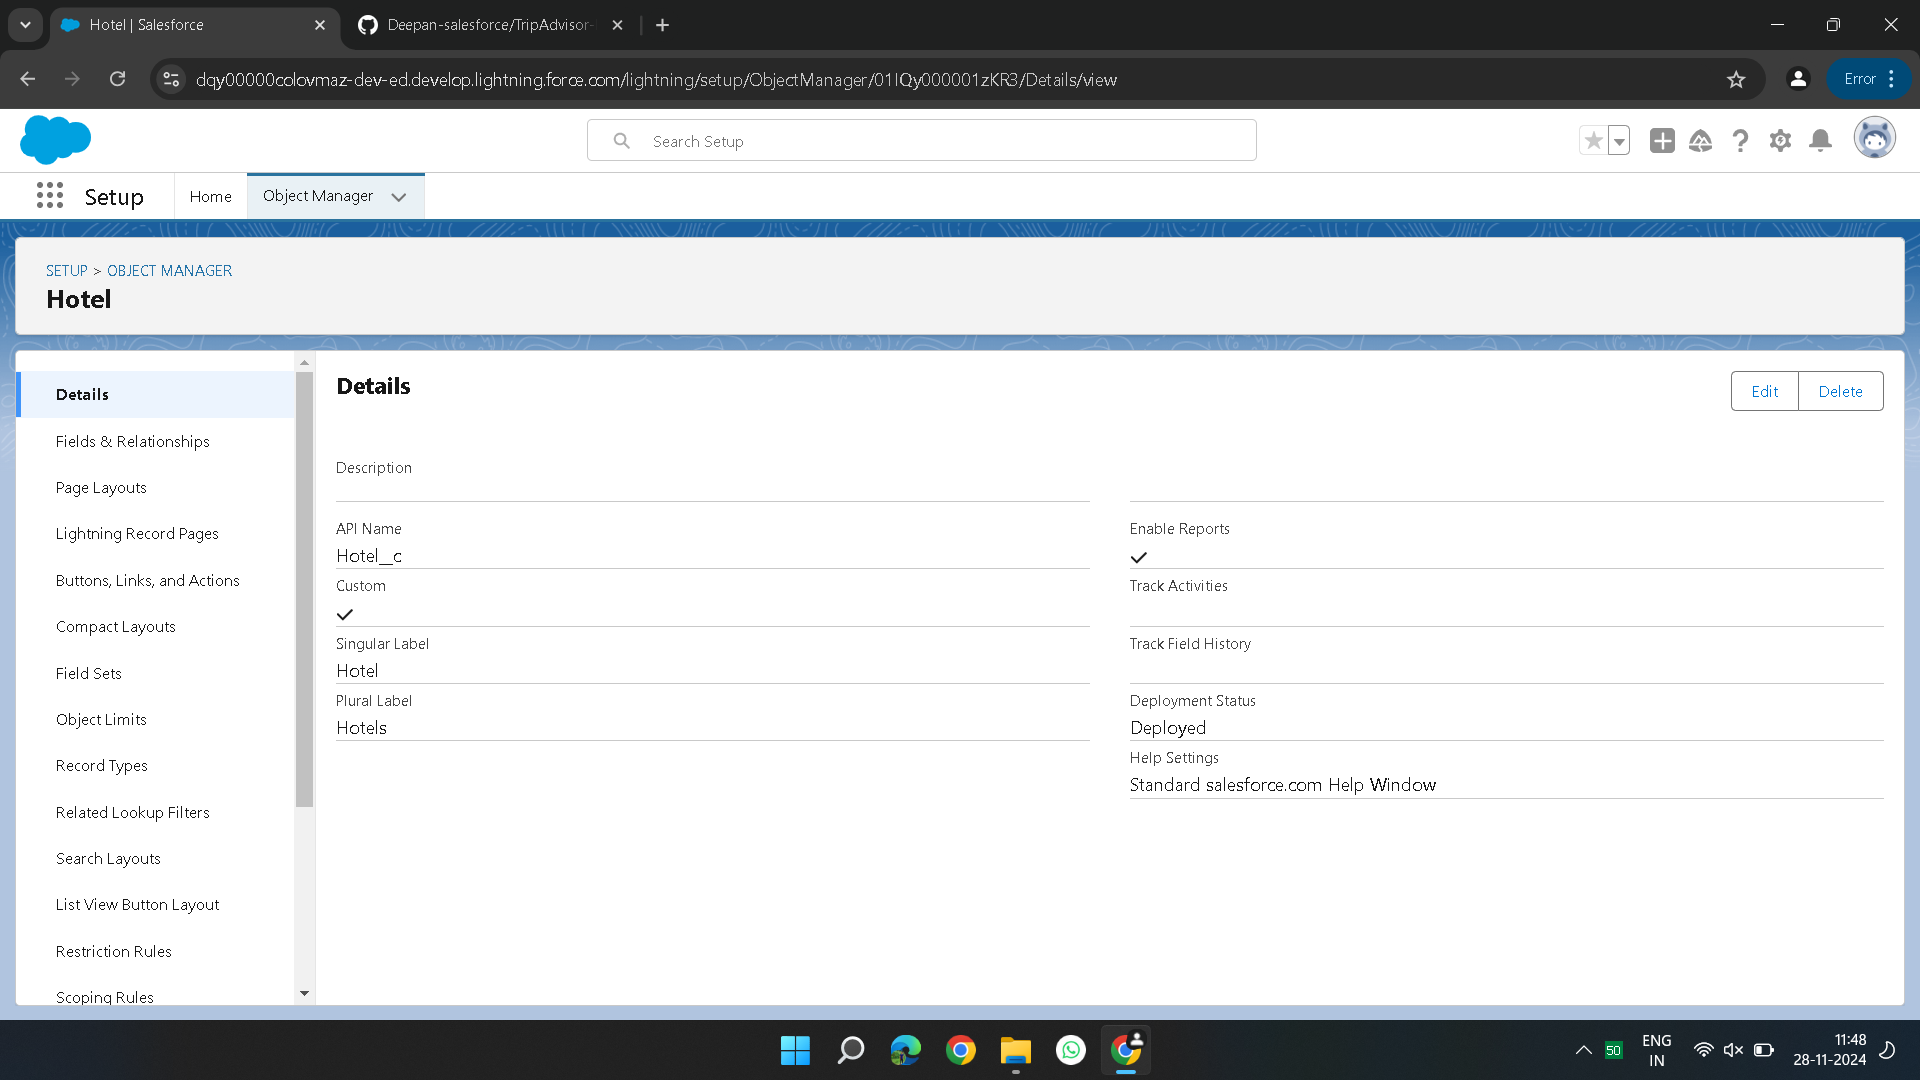 Hotel | Salesforce
Deepan-salesforce/TripAdvisor-
dqy00000colovmaz-dev-ed.develop.lightning.force.com/lightning/setup/ObjectManager/01IQy000001zKR3/Details/view
Error
Search Setup
Setup
Home
Object Manager
SETUP > OBJECT MANAGER
Hotel
Details
Fields & Relationships
Page Layouts
Lightning Record Pages
Buttons, Links, and Actions
Compact Layouts
Field Sets
Object Limits
Record Types
Related Lookup Filters
Search Layouts
List View Button Layout
Restriction Rules
Scoping Rules
Details
Edit
Delete
Description
API Name
Hotel__c
Custom
Singular Label
Hotel
Plural Label
Hotels
Enable Reports
Track Activities
Track Field History
Deployment Status
Deployed
Help Settings
Standard salesforce.com Help Window
50
ENG
IN
11:48
28-11-2024